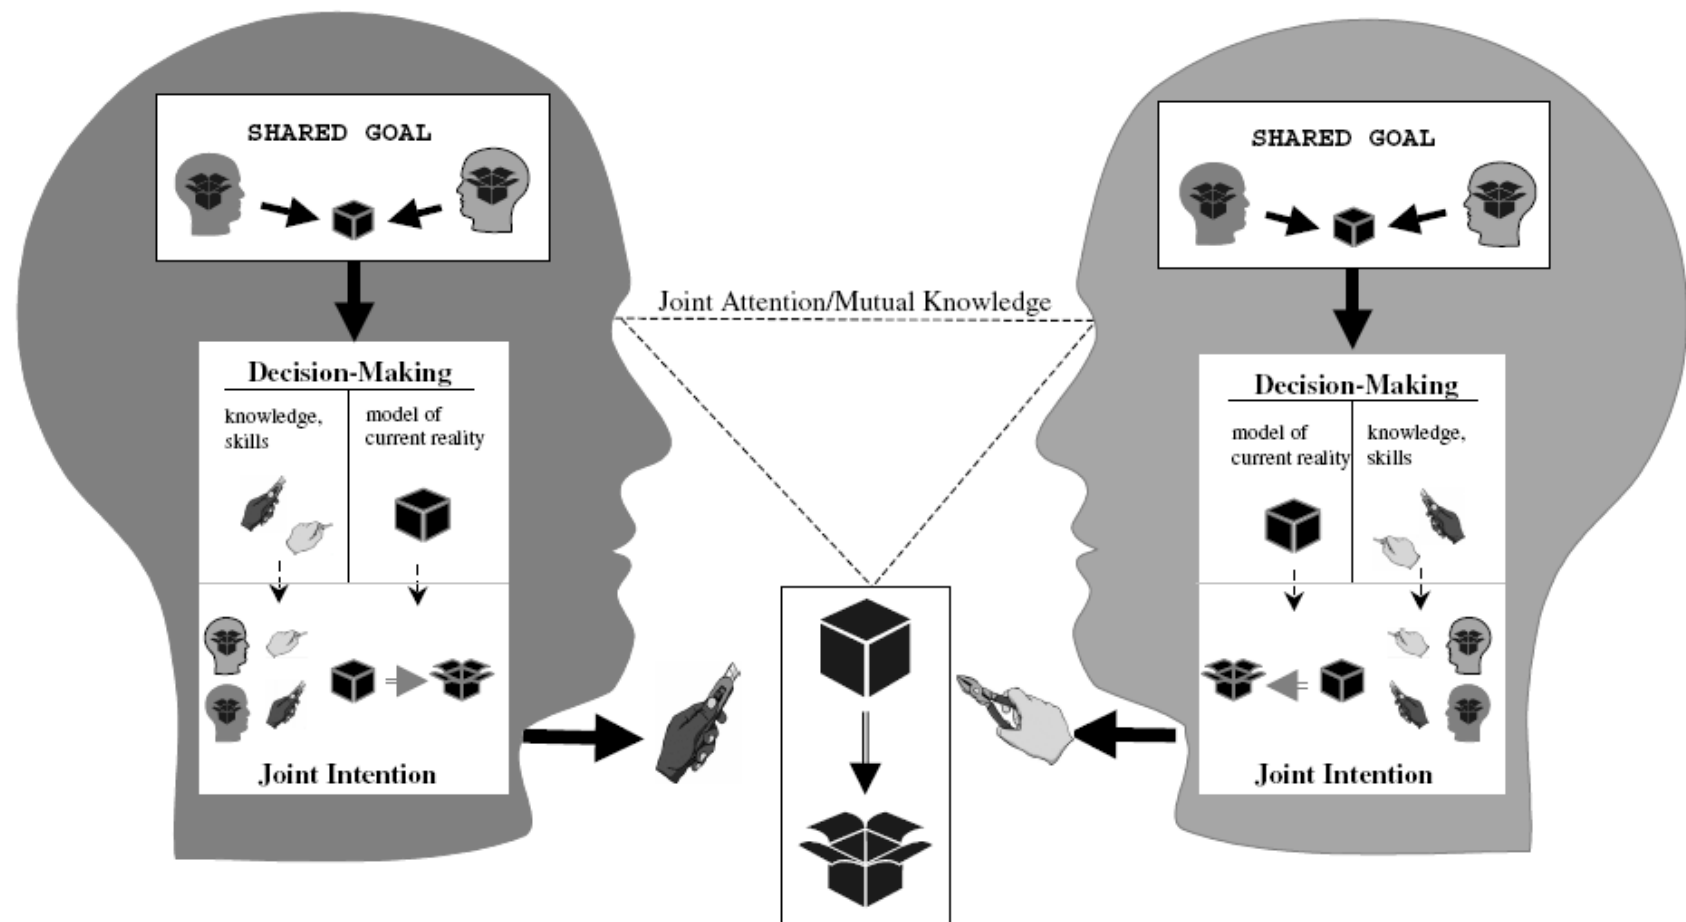 SHARED GOAL
Decision-Making
knowledge,
skills
model of
current reality
Joint Intention
Joint Attention/Mutual Knowledge
SHARED GOAL
Decision-Making
model of
current reality
knowledge,
skills
Joint Intention